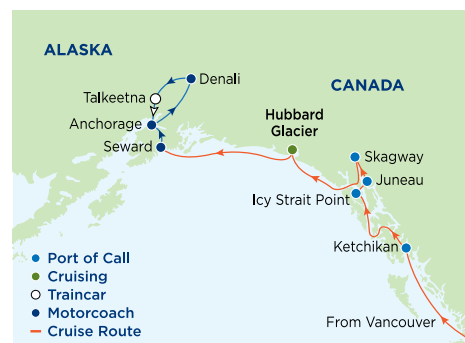 ALASKA
Denali
CANADA
Talkeetna
Anchorage
Hubbard
Glacier
Seward
Skagway
Juneau
Icy Strait Point
Ketchikan
Port of Call
Cruising
Traincar
Motorcoach
Cruise Route
From Vancouver